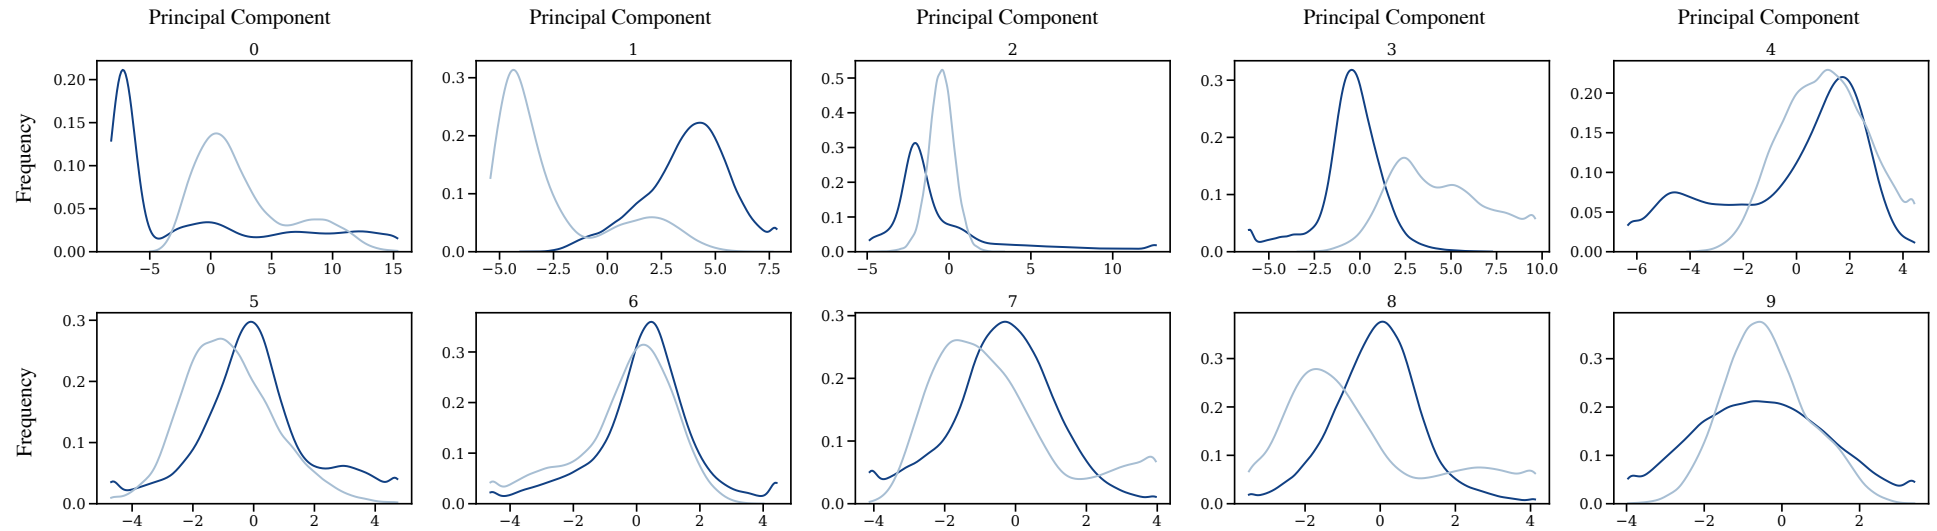 Principal Component Principal Component Principal Component Principal Component Principal Component
0 1 2 3 4
Frequency
0.20 0.15 0.10 0.05 0.00
−5 0 5 10 15
0.3 0.2 0.1 0.0
−5.0 −2.5 0.0 2.5 5.0 7.5
0.5 0.4 0.3 0.2 0.1 0.0
−5 0 5 10
0.3 0.2 0.1 0.0
−5.0 −2.5 0.0 2.5 5.0 7.5 10.0
0.20 0.15 0.10 0.05 0.00
−6 −4 −2 0 2 4
5 6 7 8 9
Frequency
0.3 0.2 0.1 0.0
−4 −2 0 2 4
0.3 0.2 0.1 0.0
−4 −2 0 2 4
0.3 0.2 0.1 0.0
−4 −2 0 2 4
0.3 0.2 0.1 0.0
−2 0 2 4
0.3 0.2 0.1 0.0
−4 −2 0 2